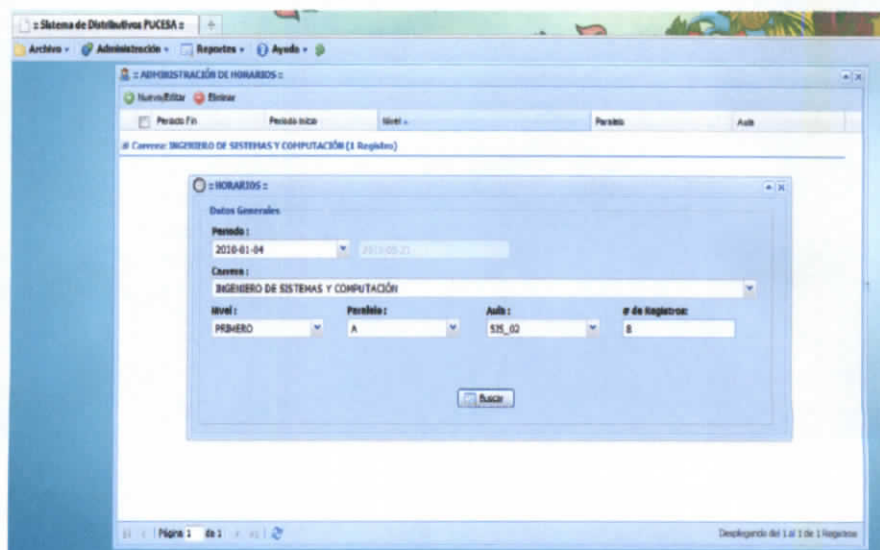 :: Sistema de Distributivos PUCESA ::
Archivo Administración Reportes Ayuda
:: ADMINISTRACIÓN DE HORARIOS ::
Nuevo/Editar Eliminar
Periodo Fin Periodo Inicio Nivel Paralelo Aula
Carrera: INGENIERO DE SISTEMAS Y COMPUTACIÓN (1 Registro)
:: HORARIOS ::
Datos Generales
Periodo :
2010-01-04
Carrera :
INGENIERO DE SISTEMAS Y COMPUTACIÓN
Nivel : Paralelo : Aula : # de Registros:
PRIMERO A SIS_02 8
Buscar
Página 1 de 1 Desplegando del 1 al 1 de 1 Registros